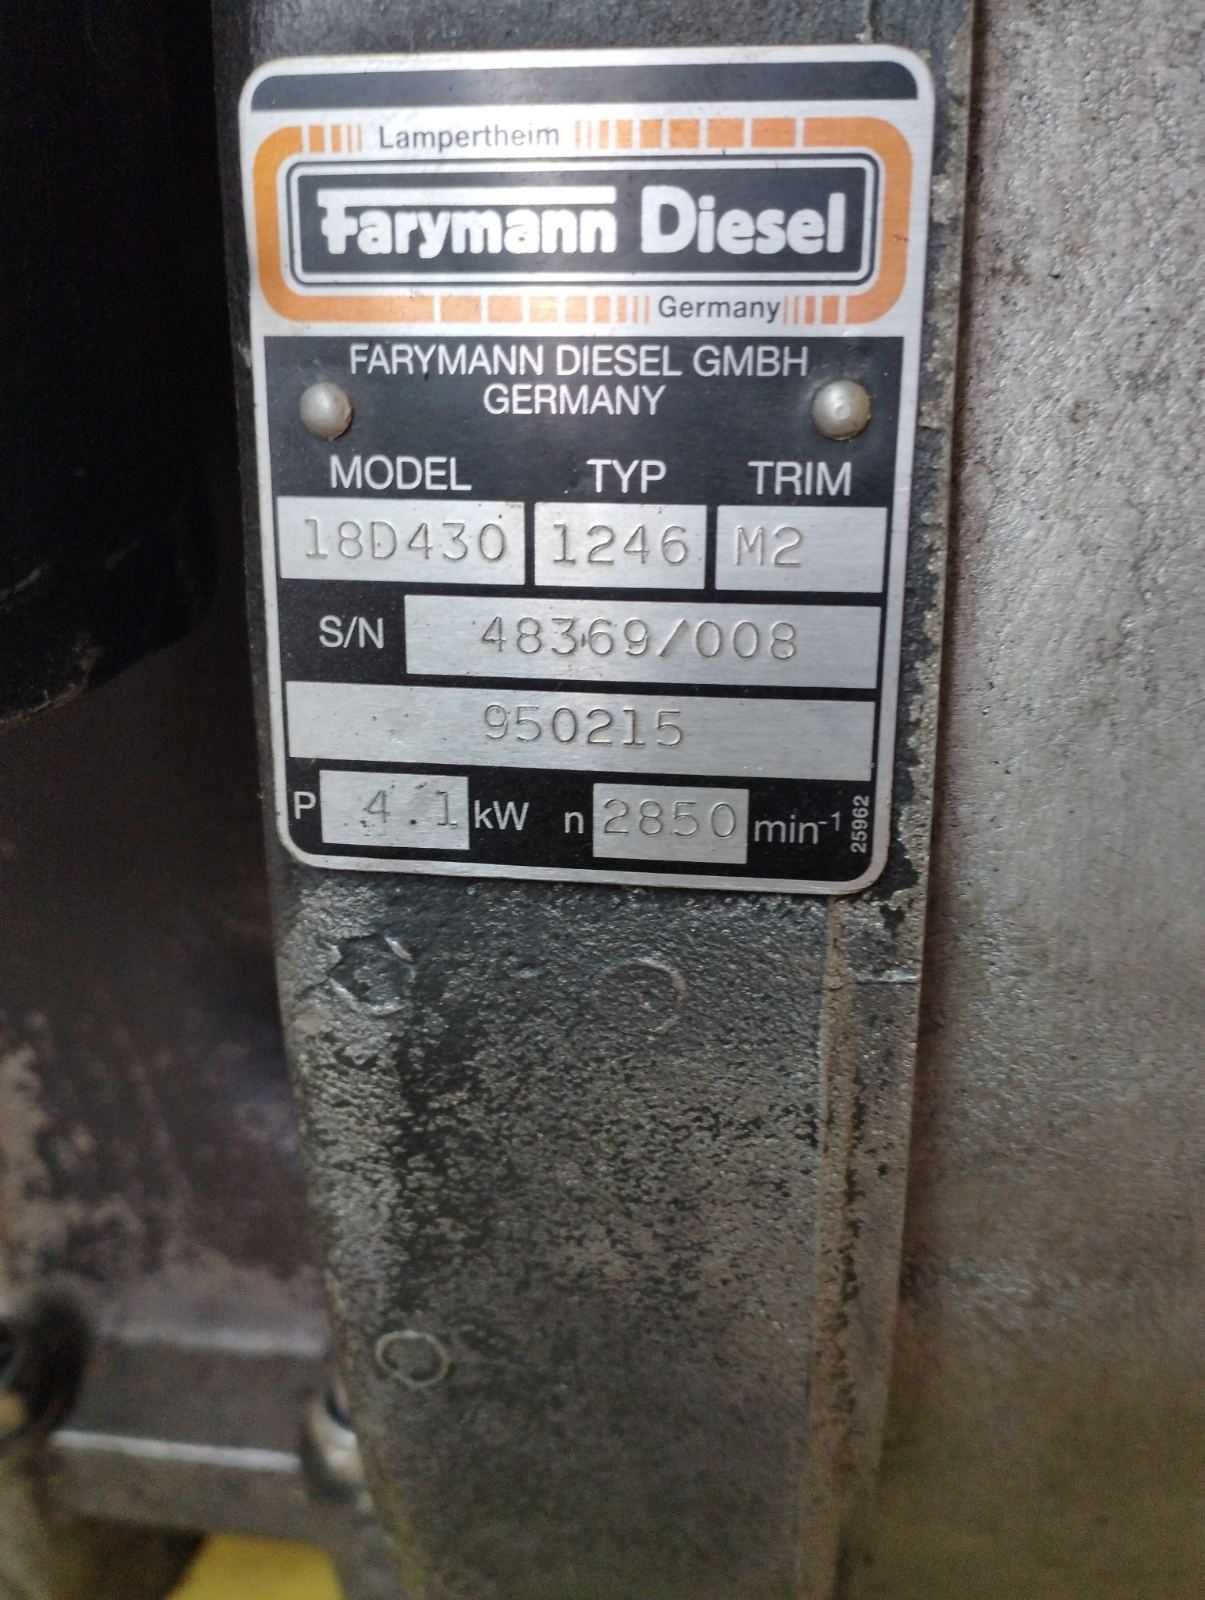 Lampertheim
Farymann Diesel
Germany
FARYMANN DIESEL GMBH
GERMANY
MODEL TYP TRIM
18D430 1246 M2
S/N 48369/008
950215
P 4.1 kW n 2850 min-1
25962